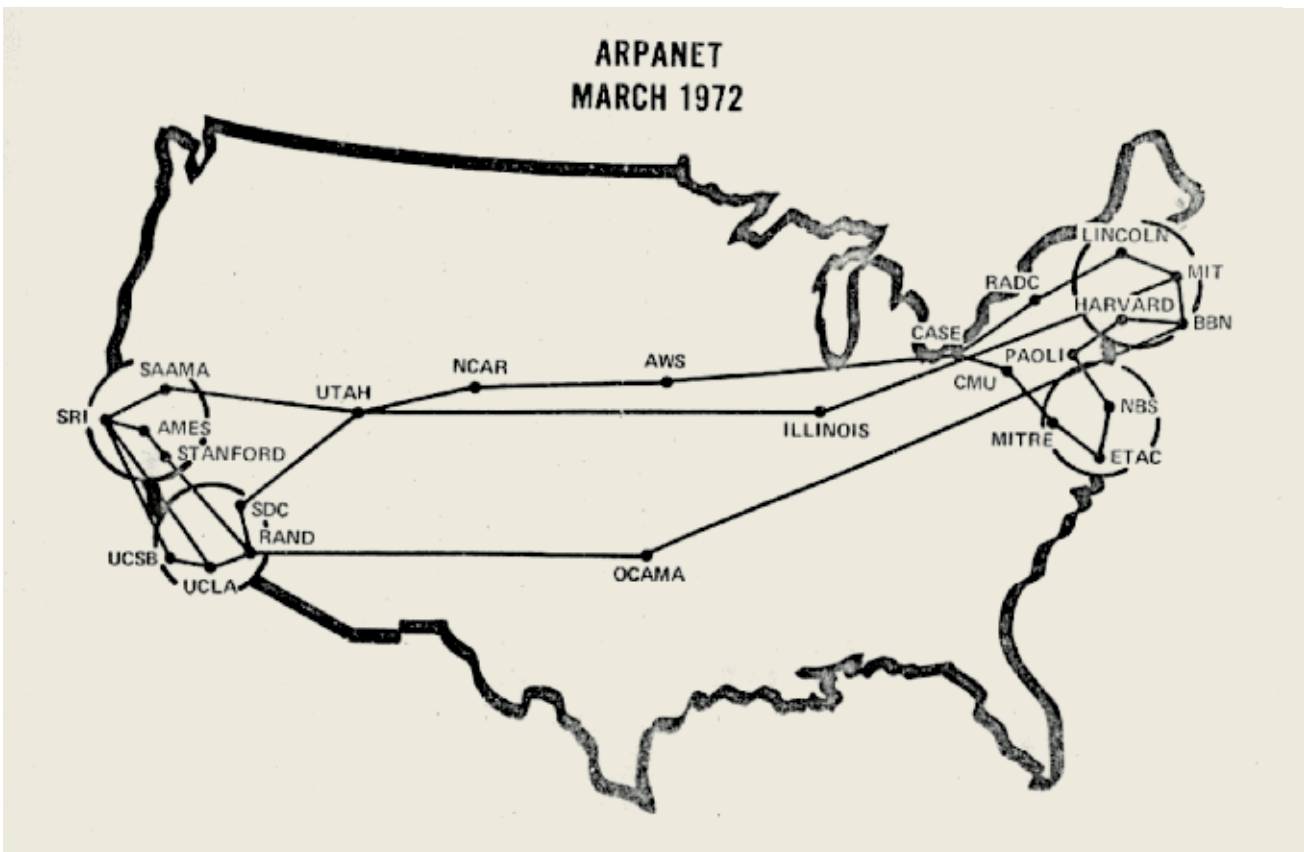 ARPANET
MARCH 1972
LINCOLN
MIT
RADC
HARVARD
BBN
CASE
PAOLI
SAAMA
NCAR
AWS
CMU
UTAH
SRI
AMES
NBS
ILLINOIS
MITRE
STANFORD
ETAC
SDC
RAND
UCSB
OCAMA
UCLA